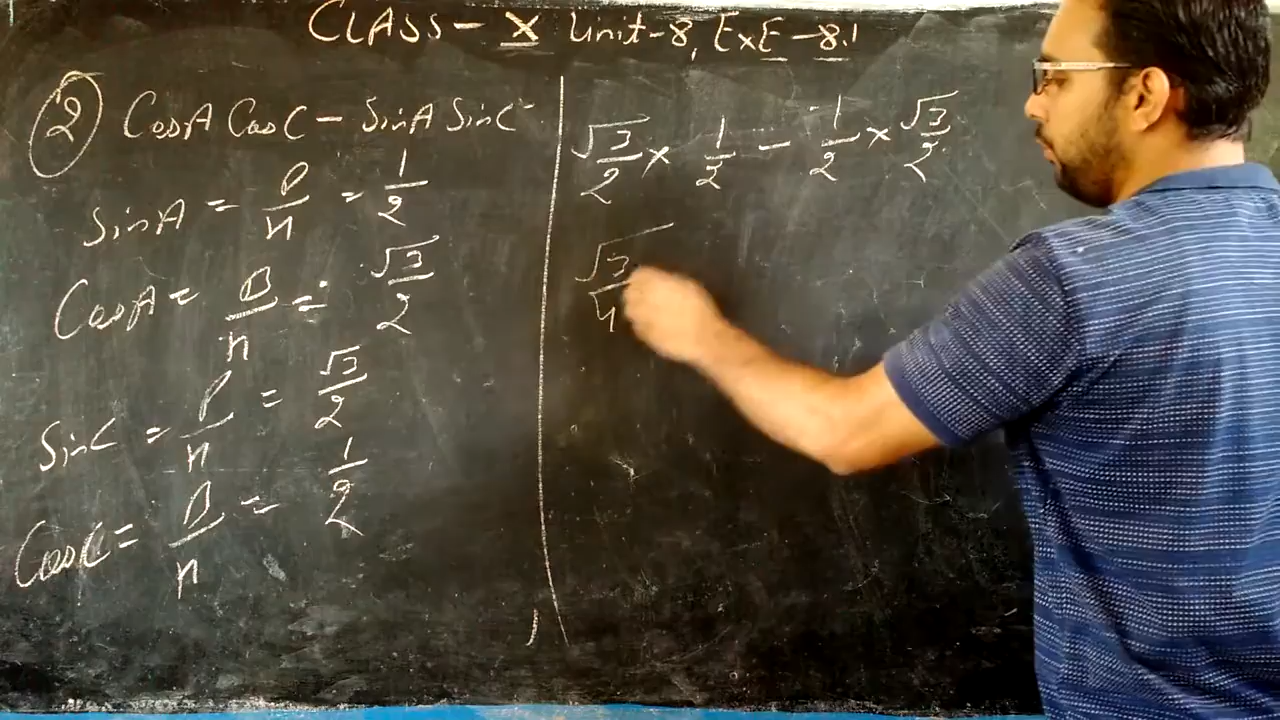 CLASS - X Unit-8, ExE-8.1
② CosA CosC - SinA SinC
SinA = P/h = 1/2
CosA = B/h = √3/2
SinC = P/h = √3/2
CosC = B/h = 1/2
√3/2 × 1/2 - 1/2 × √3/2
√3/4